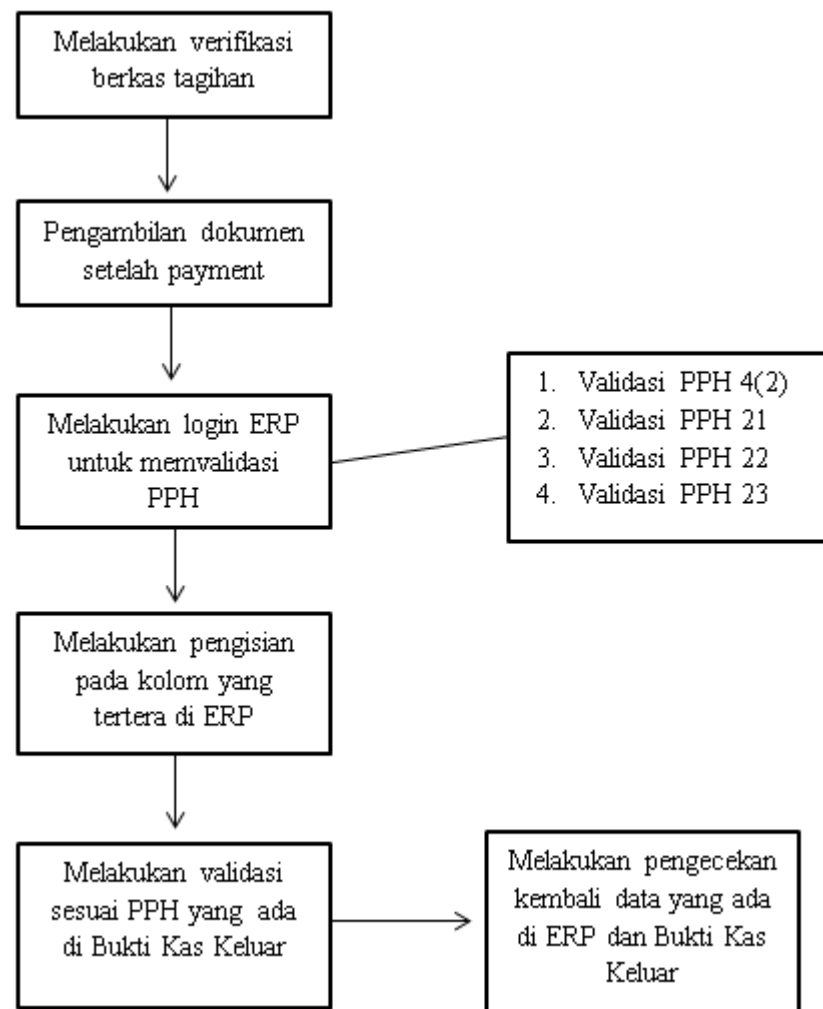 Melakukan verifikasi
berkas tagihan
Pengambilan dokumen
setelah payment
Melakukan login ERP
untuk memvalidasi
PPH
1. Validasi PPH 4(2)
2. Validasi PPH 21
3. Validasi PPH 22
4. Validasi PPH 23
Melakukan pengisian
pada kolom yang
tertera di ERP
Melakukan validasi
sesuai PPH yang ada
di Bukti Kas Keluar
Melakukan pengecekan
kembali data yang ada
di ERP dan Bukti Kas
Keluar